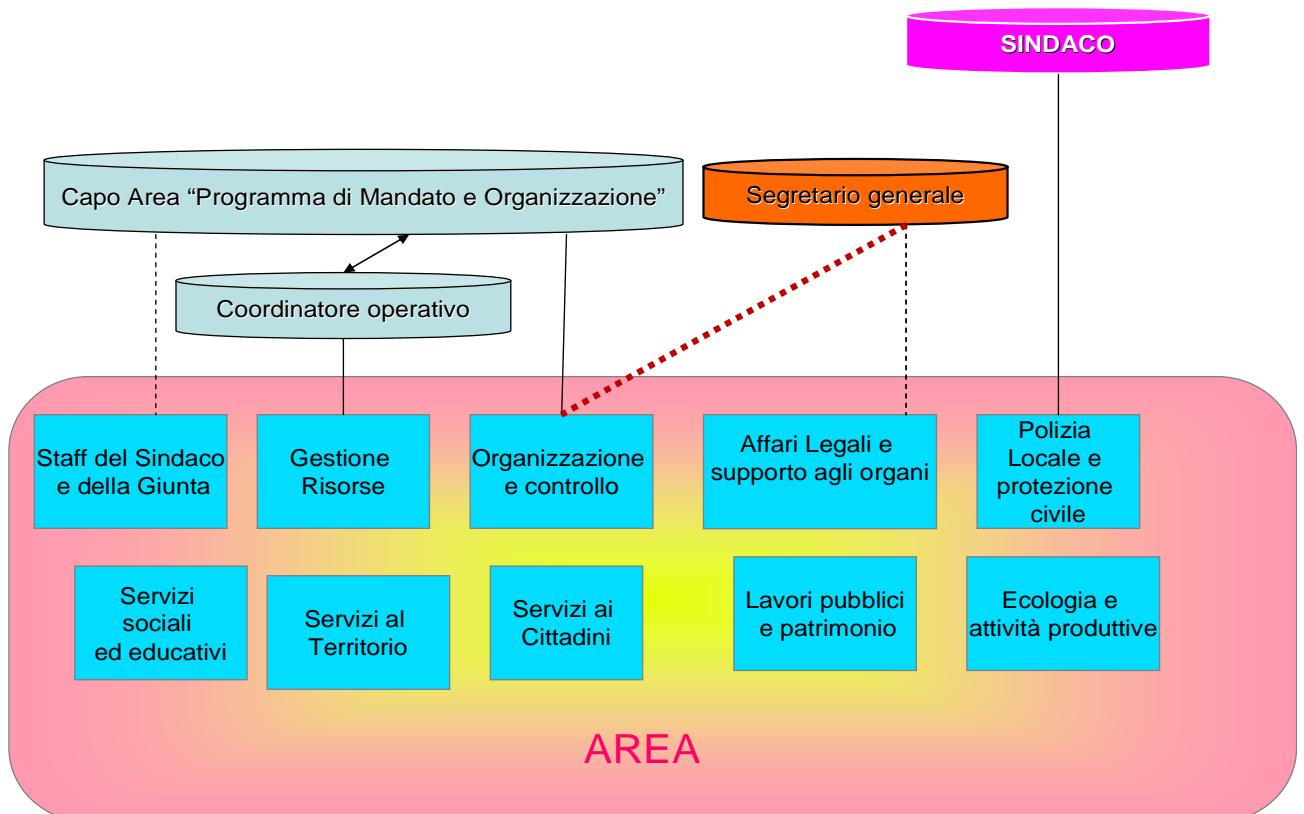 SINDACO
Capo Area “Programma di Mandato e Organizzazione”
Segretario generale
Coordinatore operativo
Staff del Sindaco
e della Giunta
Gestione
Risorse
Organizzazione
e controllo
Affari Legali e
supporto agli organi
Polizia
Locale e
protezione
civile
Servizi
sociali
ed educativi
Servizi al
Territorio
Servizi ai
Cittadini
Lavori pubblici
e patrimonio
Ecologia e
attività produttive
AREA